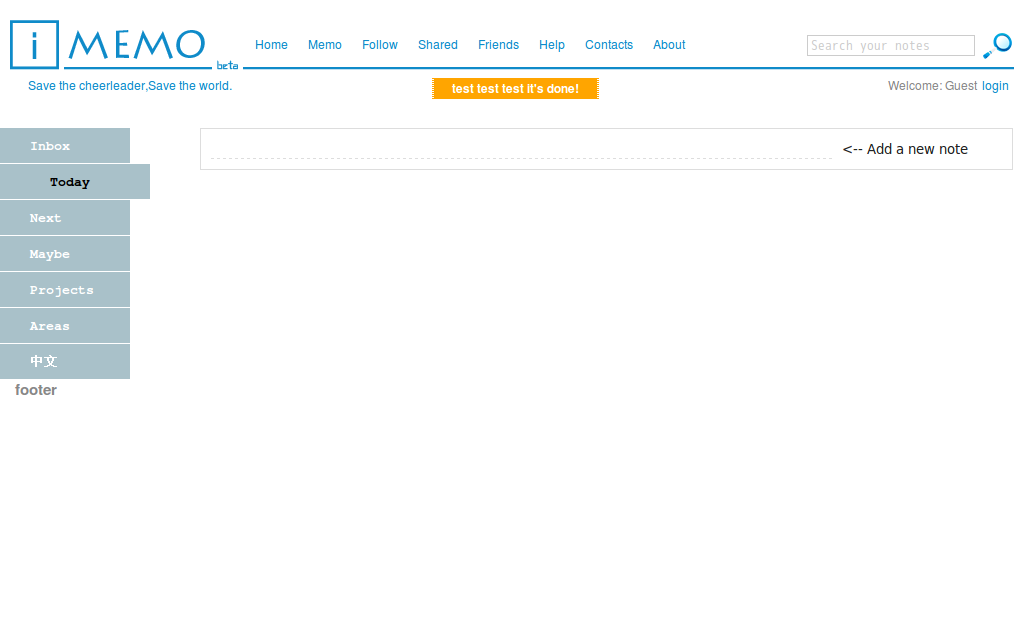 i MEMO beta
Home Memo Follow Shared Friends Help Contacts About
Search your notes
Save the cheerleader,Save the world.
test test test it's done!
Welcome: Guest login
Inbox
Today
Next
Maybe
Projects
Areas
中文
<-- Add a new note
footer